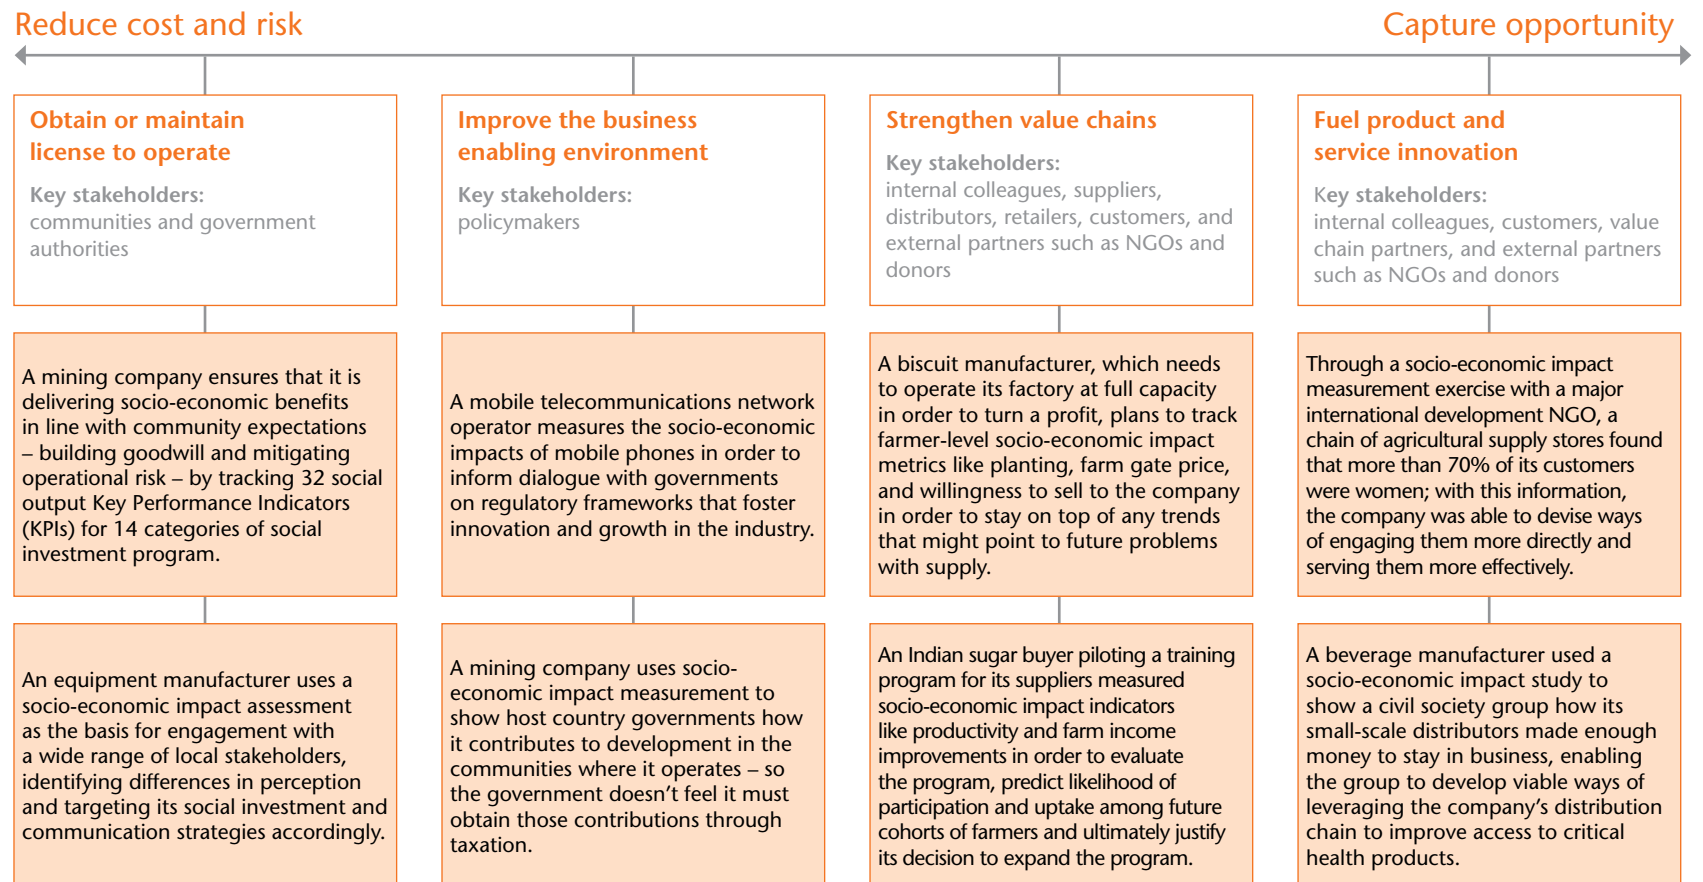 Reduce cost and risk
Capture opportunity
Obtain or maintain
license to operate
Key stakeholders:
communities and government
authorities
A mining company ensures that it is
delivering socio-economic benefits
in line with community expectations
– building goodwill and mitigating
operational risk – by tracking 32 social
output Key Performance Indicators
(KPIs) for 14 categories of social
investment program.
An equipment manufacturer uses a
socio-economic impact assessment
as the basis for engagement with
a wide range of local stakeholders,
identifying differences in perception
and targeting its social investment and
communication strategies accordingly.
Improve the business
enabling environment
Key stakeholders:
policymakers
A mobile telecommunications network
operator measures the socio-economic
impacts of mobile phones in order to
inform dialogue with governments
on regulatory frameworks that foster
innovation and growth in the industry.
A mining company uses socio-
economic impact measurement to
show host country governments how
it contributes to development in the
communities where it operates – so
the government doesn’t feel it must
obtain those contributions through
taxation.
Strengthen value chains
Key stakeholders:
internal colleagues, suppliers,
distributors, retailers, customers, and
external partners such as NGOs and
donors
A biscuit manufacturer, which needs
to operate its factory at full capacity
in order to turn a profit, plans to track
farmer-level socio-economic impact
metrics like planting, farm gate price,
and willingness to sell to the company
in order to stay on top of any trends
that might point to future problems
with supply.
An Indian sugar buyer piloting a training
program for its suppliers measured
socio-economic impact indicators
like productivity and farm income
improvements in order to evaluate
the program, predict likelihood of
participation and uptake among future
cohorts of farmers and ultimately justify
its decision to expand the program.
Fuel product and
service innovation
Key stakeholders:
internal colleagues, customers, value
chain partners, and external partners
such as NGOs and donors
Through a socio-economic impact
measurement exercise with a major
international development NGO, a
chain of agricultural supply stores found
that more than 70% of its customers
were women; with this information,
the company was able to devise ways
of engaging them more directly and
serving them more effectively.
A beverage manufacturer used a
socio-economic impact study to
show a civil society group how its
small-scale distributors made enough
money to stay in business, enabling
the group to develop viable ways of
leveraging the company’s distribution
chain to improve access to critical
health products.